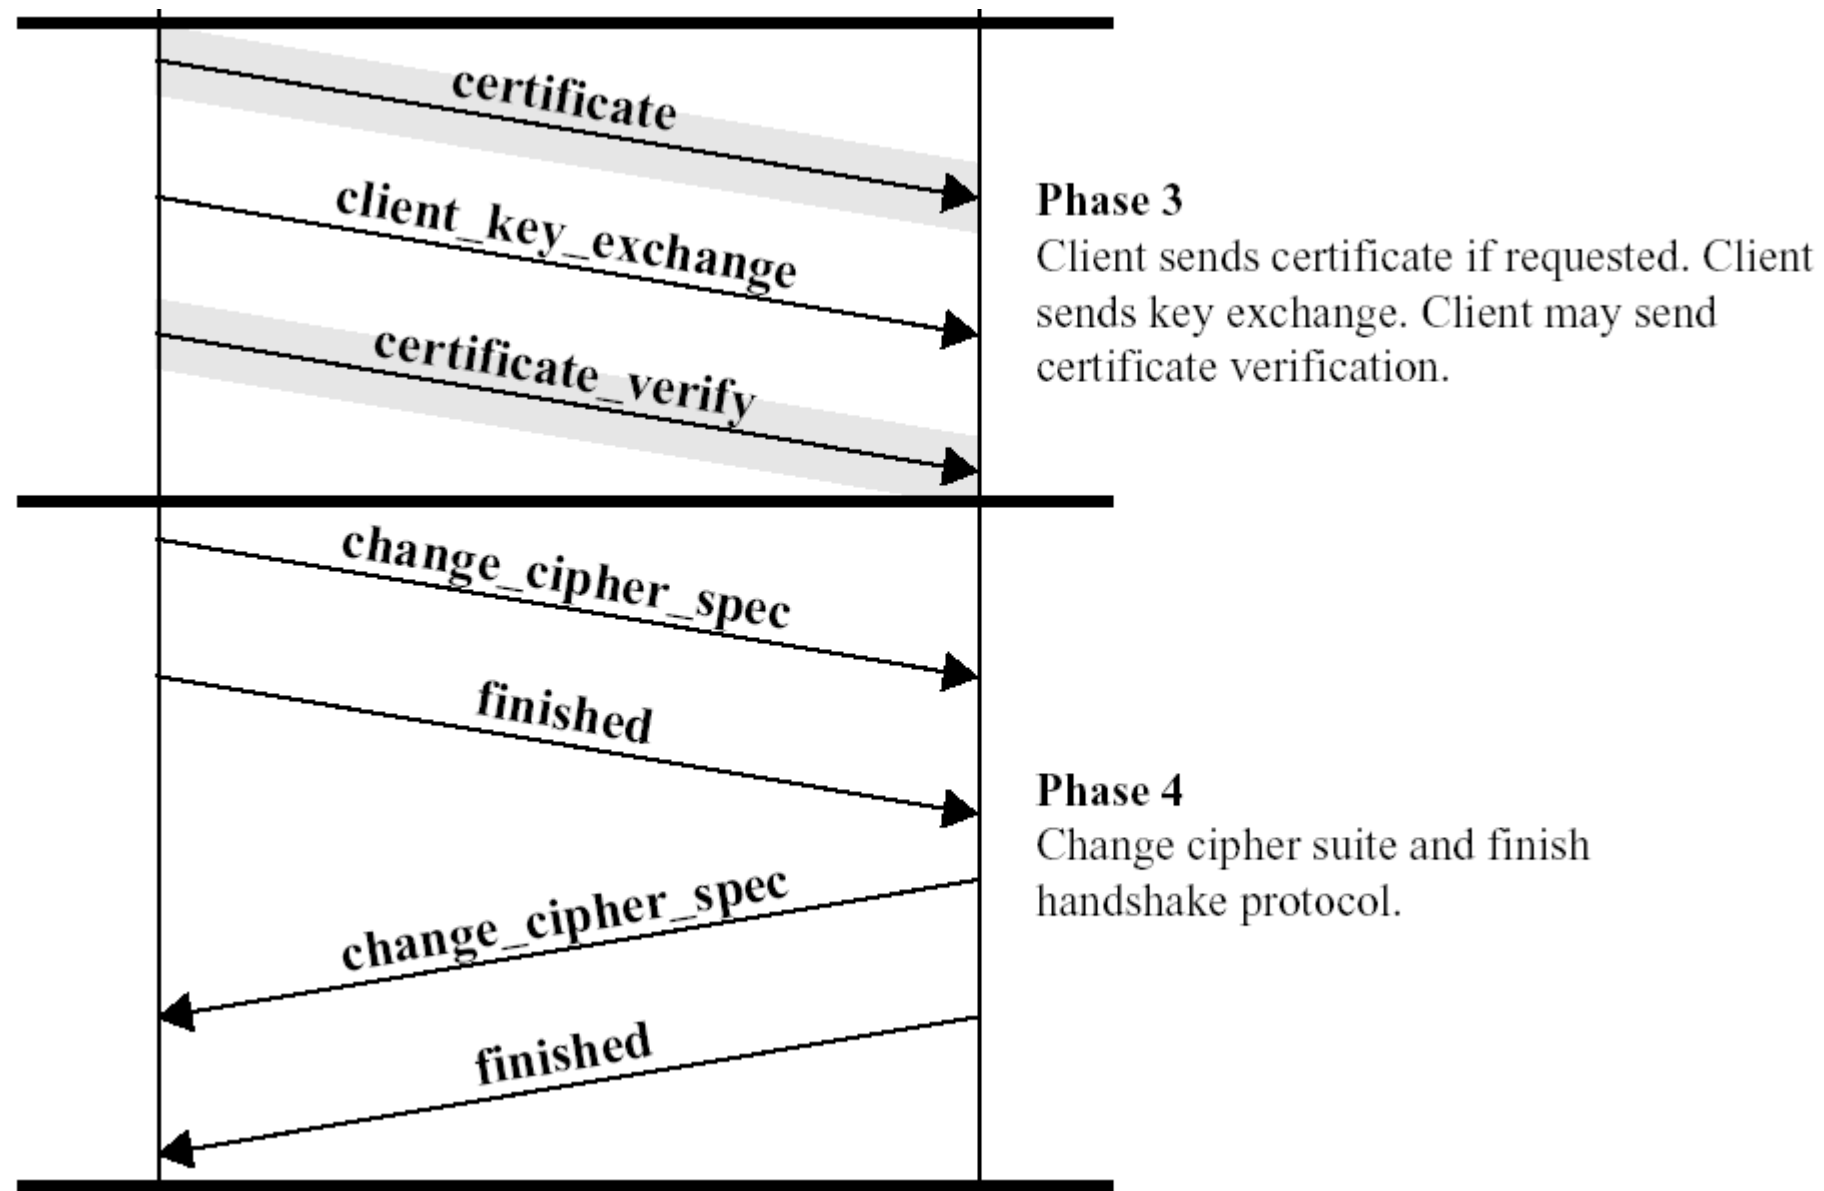 certificate
client_key_exchange
certificate_verify
Phase 3
Client sends certificate if requested. Client
sends key exchange. Client may send
certificate verification.
change_cipher_spec
finished
change_cipher_spec
finished
Phase 4
Change cipher suite and finish
handshake protocol.